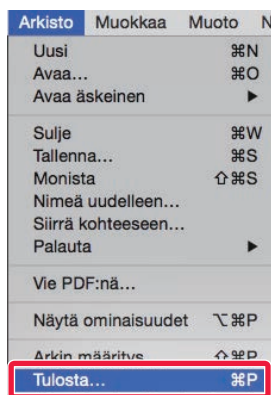 Arkisto Muokkaa Muoto N
Uusi ⌘N
Avaa... ⌘O
Avaa äskeinen ▶
Sulje ⌘W
Tallenna... ⌘S
Monista ⇧⌘S
Nimeä uudelleen...
Siirrä kohteeseen...
Palauta ▶
Vie PDF:nä...
Näytä ominaisuudet ⌥⌘P
Arkin määritys... ⇧⌘P
Tulosta... ⌘P